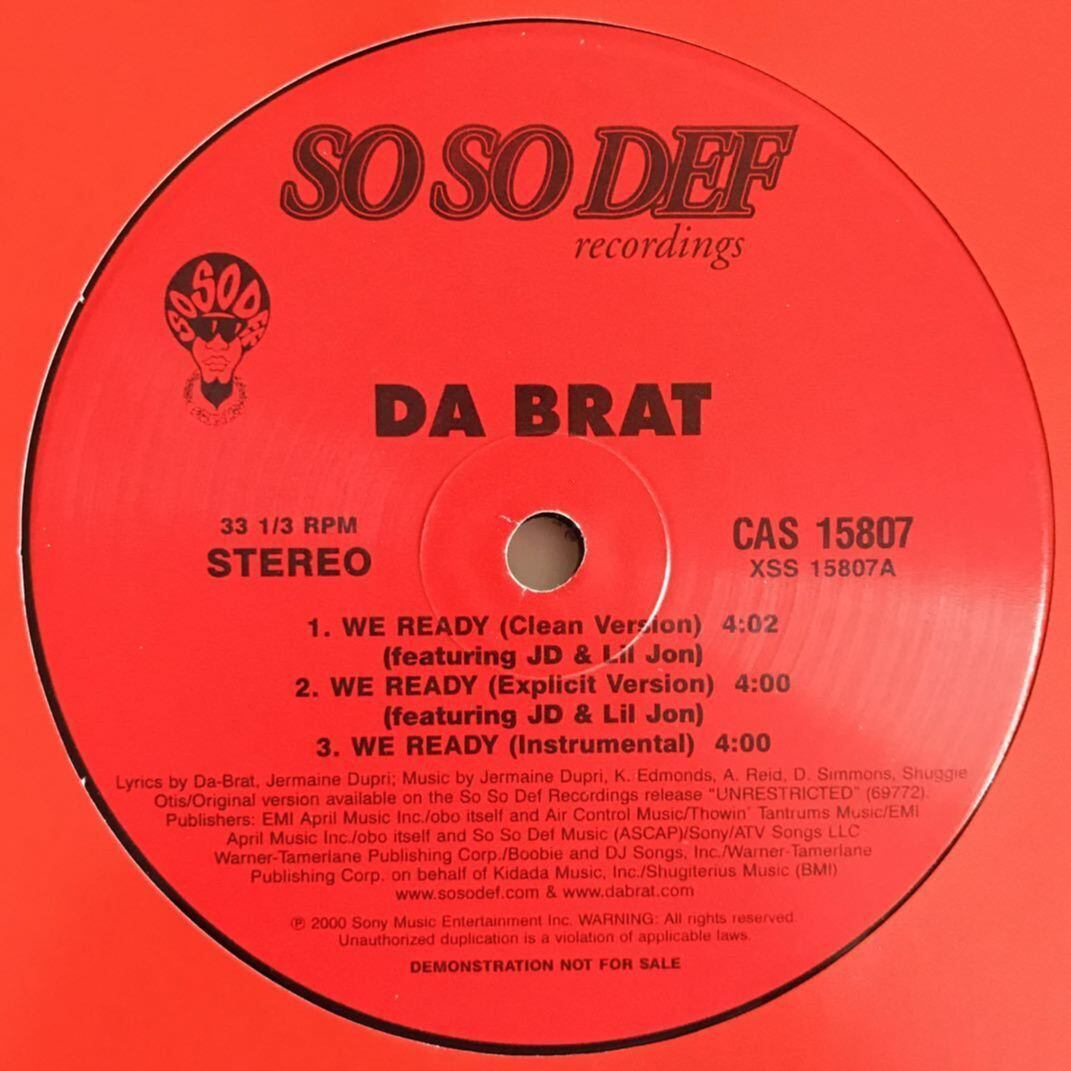 SO SO DEF
recordings
SO SO DEF
DA BRAT
33 1/3 RPM
STEREO
CAS 15807
XSS 15807A
1. WE READY (Clean Version) 4:02
(featuring JD & Lil Jon)
2. WE READY (Explicit Version) 4:00
(featuring JD & Lil Jon)
3. WE READY (Instrumental) 4:00
Lyrics by Da-Brat, Jermaine Dupri; Music by Jermaine Dupri, K. Edmonds, A. Reid, D. Simmons, Shuggie
Otis/Original version available on the So So Def Recordings release "UNRESTRICTED" (69772).
Publishers: EMI April Music Inc./obo itself and Air Control Music/Thowin' Tantrums Music/EMI
April Music Inc./obo itself and So So Def Music (ASCAP)/Sony/ATV Songs LLC
Warner-Tamerlane Publishing Corp./Boobie and DJ Songs, Inc./Warner-Tamerlane
Publishing Corp. on behalf of Kidada Music, Inc./Shugiterius Music (BMI)
www.sosodef.com & www.dabrat.com
℗ 2000 Sony Music Entertainment Inc. WARNING: All rights reserved.
Unauthorized duplication is a violation of applicable laws.
DEMONSTRATION NOT FOR SALE